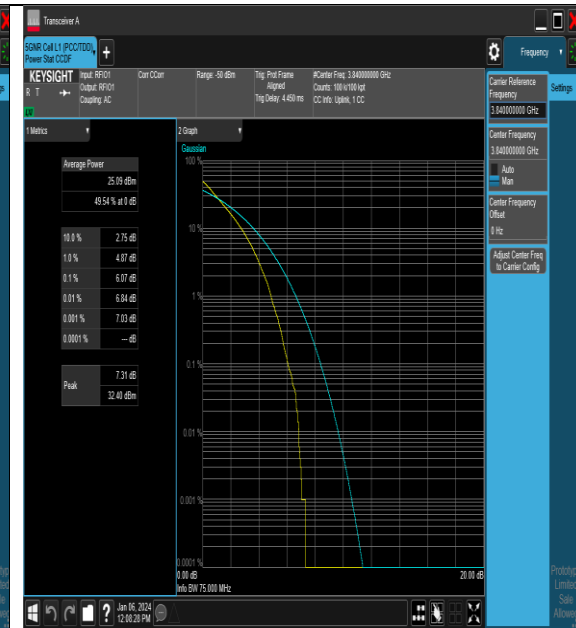 Transceiver A
5GNR Cell L1 (PCC/TDD),
Power Stat CCDF
+
Frequency
KEYSIGHT
R T
LXI
Input: RFIO1
Output: RFIO1
Coupling: AC
Corr CCorr
Range: -50 dBm
Trig: Prot Frame
Aligned
Trig Delay: 4.450 ms
#Center Freq: 3.840000000 GHz
Counts: 100 k/100 kpt
CC Info: Uplink, 1 CC
Carrier Reference
Frequency
3.840000000 GHz
Settings
Center Frequency
3.840000000 GHz
Auto
Man
Center Frequency
Offset
0 Hz
Adjust Center Freq
to Carrier Config
1 Metrics
Average Power
25.09 dBm
49.54 % at 0 dB
10.0 % 2.75 dB
1.0 % 4.87 dB
0.1 % 6.07 dB
0.01 % 6.84 dB
0.001 % 7.03 dB
0.0001 % --- dB
Peak
7.31 dB
32.40 dBm
2 Graph
Gaussian
100 %
10 %
1 %
0.1 %
0.01 %
0.001 %
0.0001 %
0.00 dB 20.00 dB
Info BW 75.000 MHz
Jan 06, 2024
12:08:28 PM
?
Limited
Sale